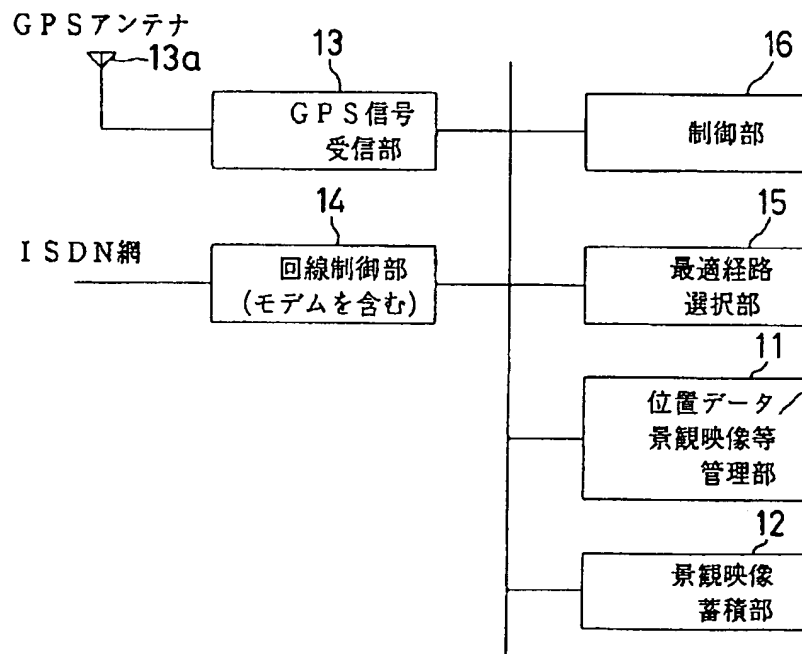 GPSアンテナ
13a
13
GPS信号
受信部
16
制御部
14
ISDN網
回線制御部
(モデムを含む)
15
最適経路
選択部
11
位置データ/
景観映像等
管理部
12
景観映像
蓄積部